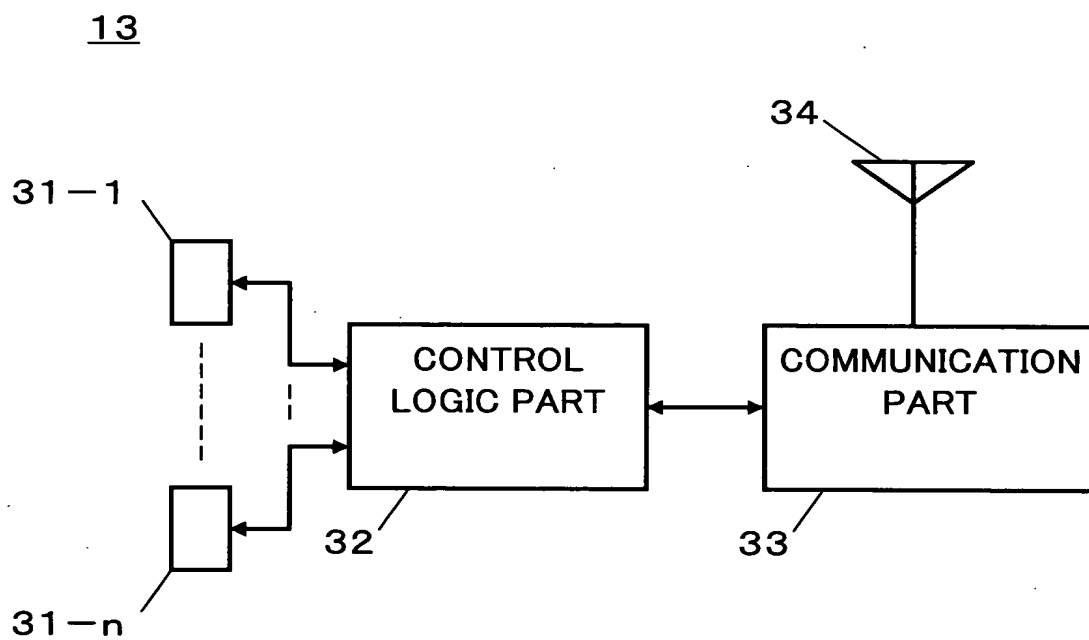 13
34
31-1
CONTROL
LOGIC PART
COMMUNICATION
PART
32
33
31-n